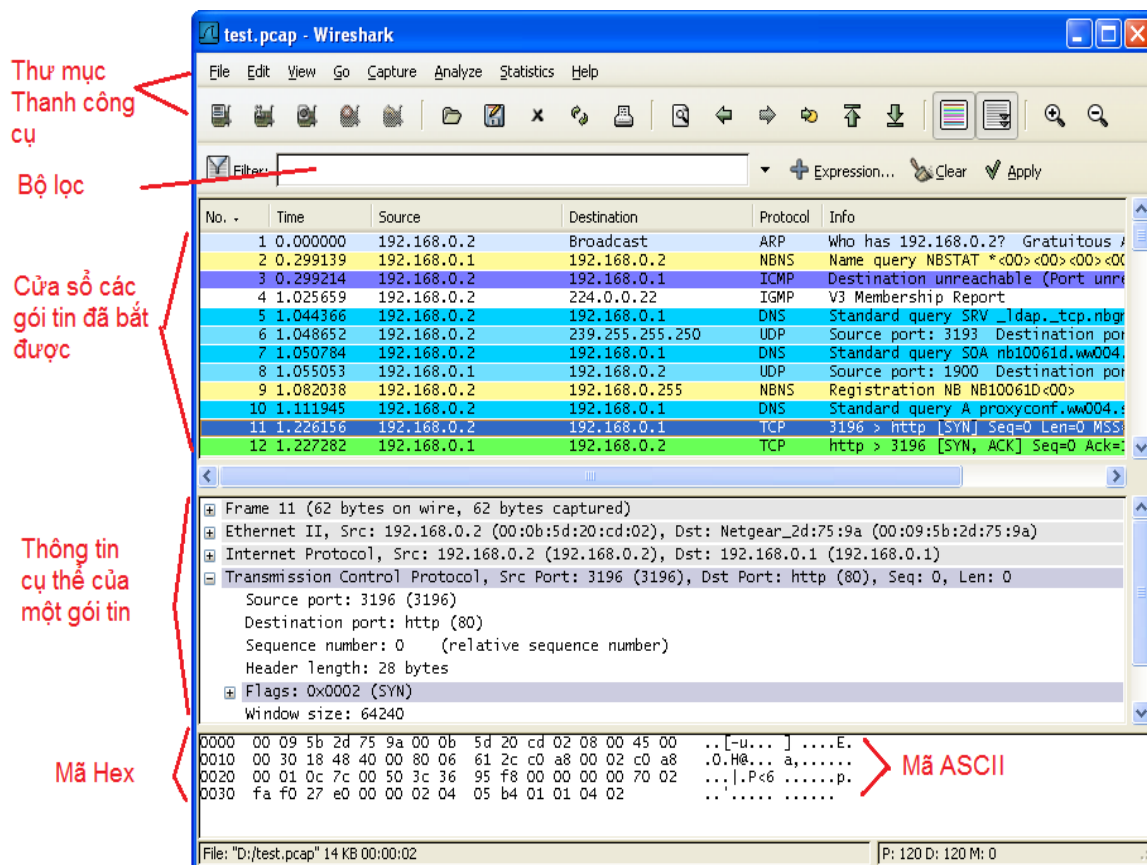 test.pcap - Wireshark
File Edit View Go Capture Analyze Statistics Help
Thư mục
Thanh công
cụ
Bộ lọc
Filter:
Expression... Clear Apply
No. Time Source Destination Protocol Info
1 0.000000 192.168.0.2 Broadcast ARP Who has 192.168.0.2? Gratuitous A
2 0.299139 192.168.0.1 192.168.0.2 NBNS Name query NBSTAT *<00><00><00><00
3 0.299214 192.168.0.2 192.168.0.1 ICMP Destination unreachable (Port unre
4 1.025659 192.168.0.2 224.0.0.22 IGMP V3 Membership Report
5 1.044366 192.168.0.2 192.168.0.1 DNS Standard query SRV _ldap._tcp.nbgr
6 1.048652 192.168.0.2 239.255.255.250 UDP Source port: 3193 Destination por
7 1.050784 192.168.0.2 192.168.0.1 DNS Standard query SOA nb10061d.ww004.
8 1.055053 192.168.0.1 192.168.0.2 UDP Source port: 1900 Destination por
9 1.082038 192.168.0.2 192.168.0.255 NBNS Registration NB NB10061D<00>
10 1.111945 192.168.0.2 192.168.0.1 DNS Standard query A proxyconf.ww004.s
11 1.226156 192.168.0.2 192.168.0.1 TCP 3196 > http [SYN] Seq=0 Len=0 MSS=
12 1.227282 192.168.0.1 192.168.0.2 TCP http > 3196 [SYN, ACK] Seq=0 Ack=1
Cửa sổ các
gói tin đã bắt
được
Frame 11 (62 bytes on wire, 62 bytes captured)
Ethernet II, Src: 192.168.0.2 (00:0b:5d:20:cd:02), Dst: Netgear_2d:75:9a (00:09:5b:2d:75:9a)
Internet Protocol, Src: 192.168.0.2 (192.168.0.2), Dst: 192.168.0.1 (192.168.0.1)
Transmission Control Protocol, Src Port: 3196 (3196), Dst Port: http (80), Seq: 0, Len: 0
Source port: 3196 (3196)
Destination port: http (80)
Sequence number: 0 (relative sequence number)
Header length: 28 bytes
Flags: 0x0002 (SYN)
Window size: 64240
Thông tin
cụ thể của
một gói tin
0000 00 09 5b 2d 75 9a 00 0b 5d 20 cd 02 08 00 45 00 ..[-u... ] ....E.
0010 00 30 18 48 40 00 80 06 61 2c c0 a8 00 02 c0 a8 .0.H@... a,......
0020 00 01 0c 7c 00 50 3c 36 95 f8 00 00 00 00 70 02 ...|.P<6 ......p.
0030 fa f0 27 e0 00 00 02 04 05 b4 01 01 04 02 ..'..... ......
Mã Hex
Mã ASCII
File: "D:/test.pcap" 14 KB 00:00:02
P: 120 D: 120 M: 0